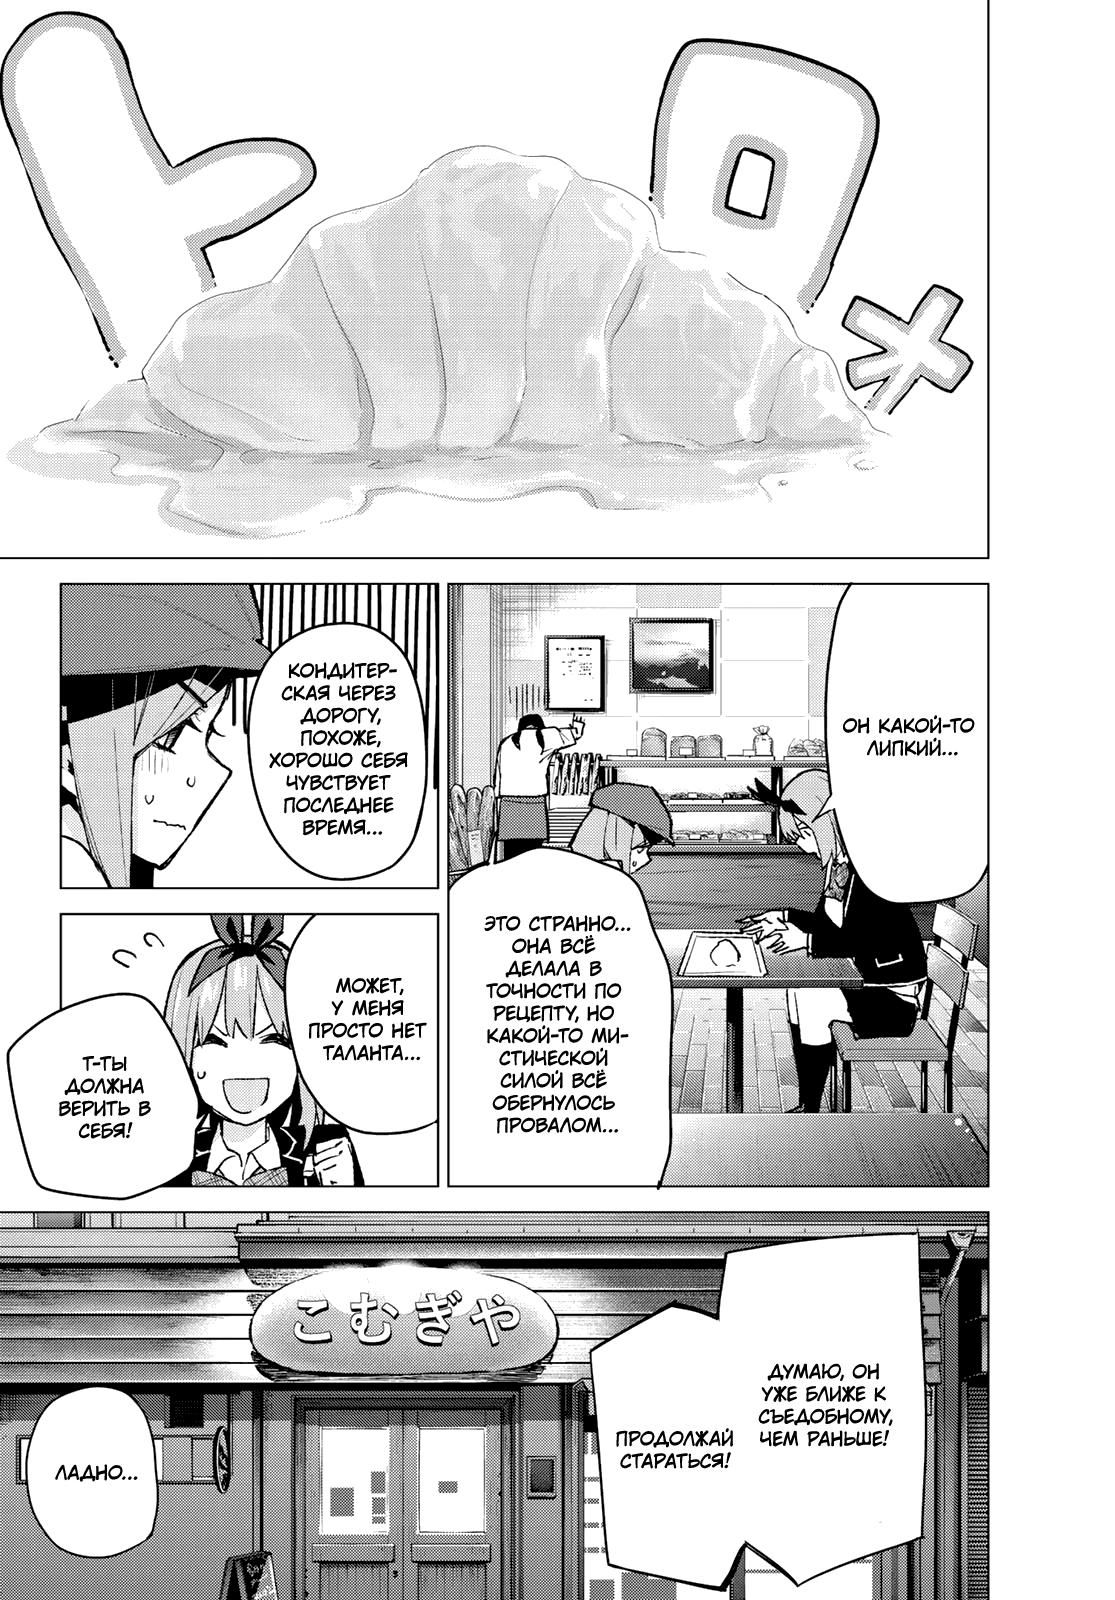 トロォ
ОН КАКОЙ-ТО
ЛИПКИЙ...
ЭТО СТРАННО...
ОНА ВСЁ
ДЕЛАЛА В
ТОЧНОСТИ ПО
РЕЦЕПТУ, НО
КАКОЙ-ТО МИ-
СТИЧЕСКОЙ
СИЛОЙ ВСЁ
ОБЕРНУЛОСЬ
ПРОВАЛОМ...
КОНДИТЕР-
СКАЯ ЧЕРЕЗ
ДОРОГУ,
ПОХОЖЕ,
ХОРОШО СЕБЯ
ЧУВСТВУЕТ
ПОСЛЕДНЕЕ
ВРЕМЯ...
МОЖЕТ,
У МЕНЯ
ПРОСТО НЕТ
ТАЛАНТА...
Т-ТЫ
ДОЛЖНА
ВЕРИТЬ В
СЕБЯ!
こむぎや
ДУМАЮ, ОН
УЖЕ БЛИЖЕ К
СЪЕДОБНОМУ,
ЧЕМ РАНЬШЕ!
ПРОДОЛЖАЙ
СТАРАТЬСЯ!
ЛАДНО...